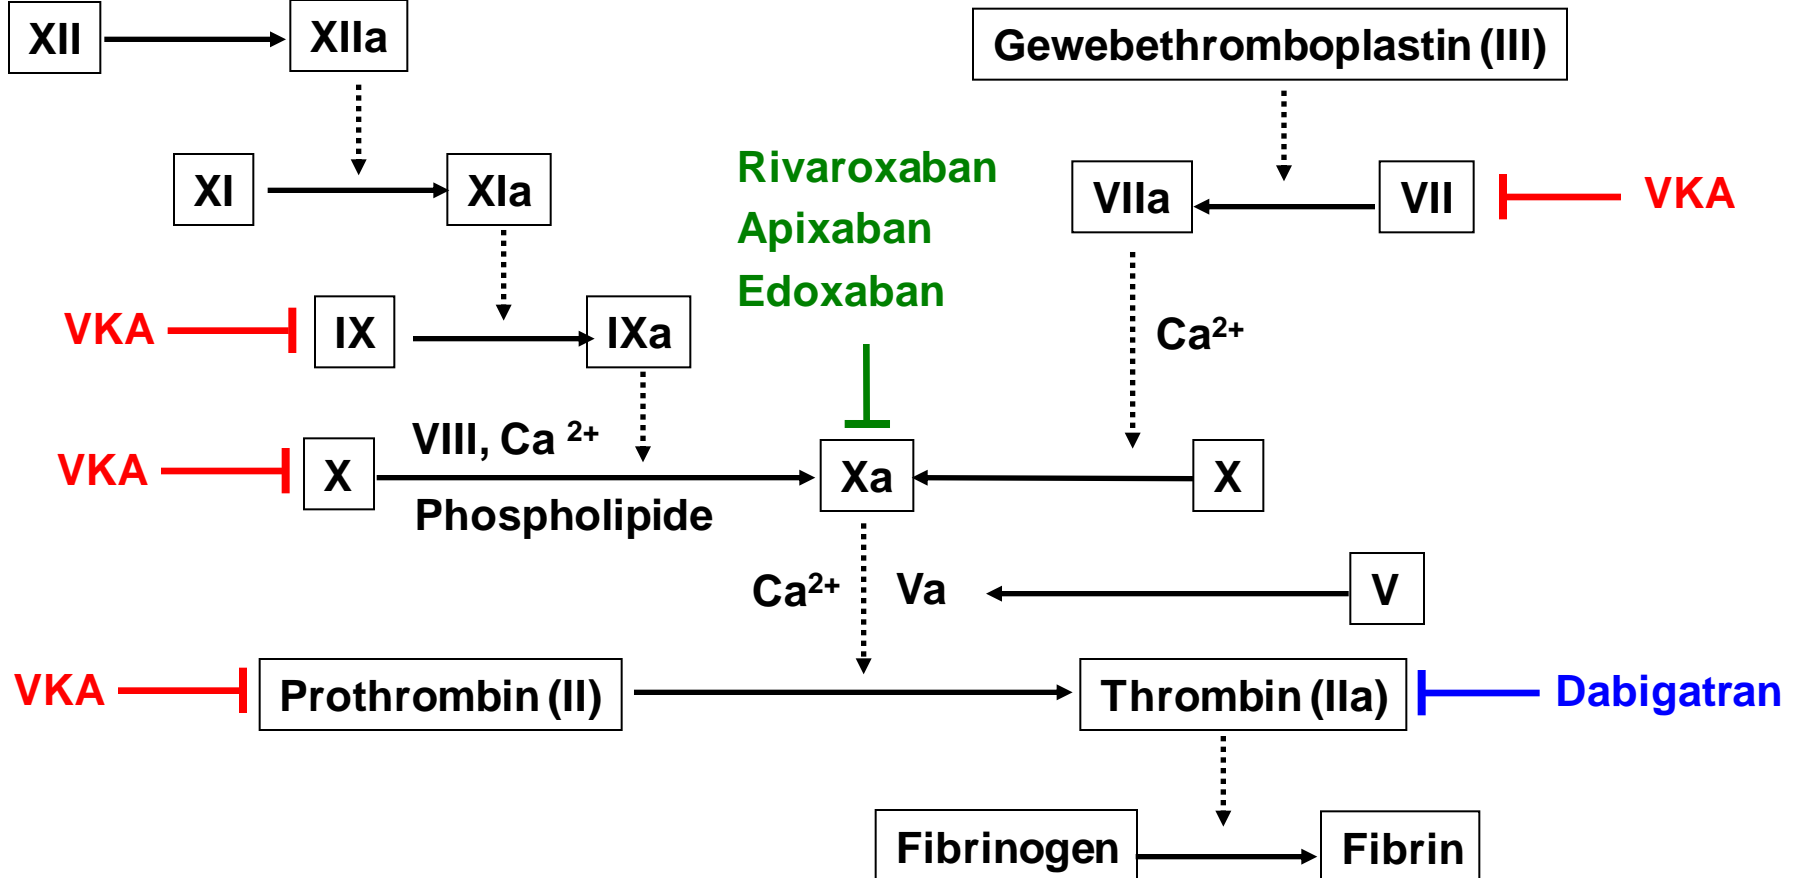 XII
XIIa
Gewebethromboplastin (III)
XI
XIa
Rivaroxaban
Apixaban
Edoxaban
VIIa
VII
VKA
VKA
IX
IXa
Ca²⁺
VKA
X
VIII, Ca ²⁺
Phospholipide
Xa
X
Ca²⁺
Va
V
VKA
Prothrombin (II)
Thrombin (IIa)
Dabigatran
Fibrinogen
Fibrin